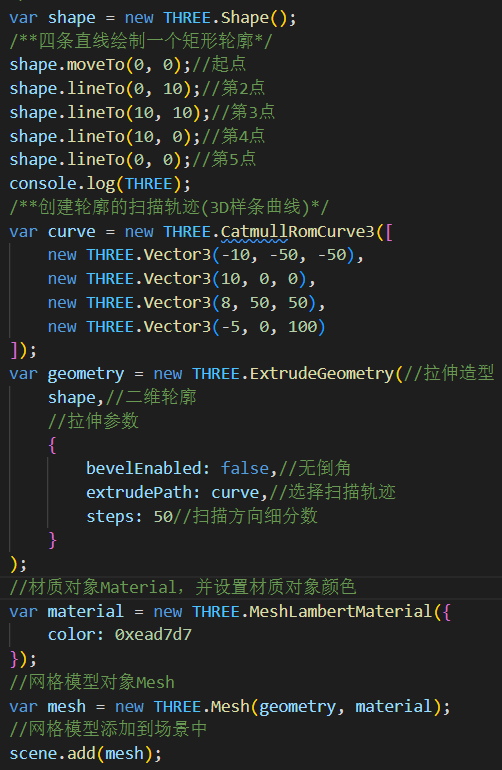 var shape = new THREE.Shape();
/**四条直线绘制一个矩形轮廓*/
shape.moveTo(0, 0);//起点
shape.lineTo(0, 10);//第2点
shape.lineTo(10, 10);//第3点
shape.lineTo(10, 0);//第4点
shape.lineTo(0, 0);//第5点
console.log(THREE);
/**创建轮廓的扫描轨迹(3D样条曲线)*/
var curve = new THREE.CatmullRomCurve3([
    new THREE.Vector3(-10, -50, -50),
    new THREE.Vector3(10, 0, 0),
    new THREE.Vector3(8, 50, 50),
    new THREE.Vector3(-5, 0, 100)
]);
var geometry = new THREE.ExtrudeGeometry(//拉伸造型
    shape,//二维轮廓
    //拉伸参数
    {
        bevelEnabled: false,//无倒角
        extrudePath: curve,//选择扫描轨迹
        steps: 50//扫描方向细分数
    }
);
//材质对象Material，并设置材质对象颜色
var material = new THREE.MeshLambertMaterial({
    color: 0xead7d7
});
//网格模型对象Mesh
var mesh = new THREE.Mesh(geometry, material);
//网格模型添加到场景中
scene.add(mesh);